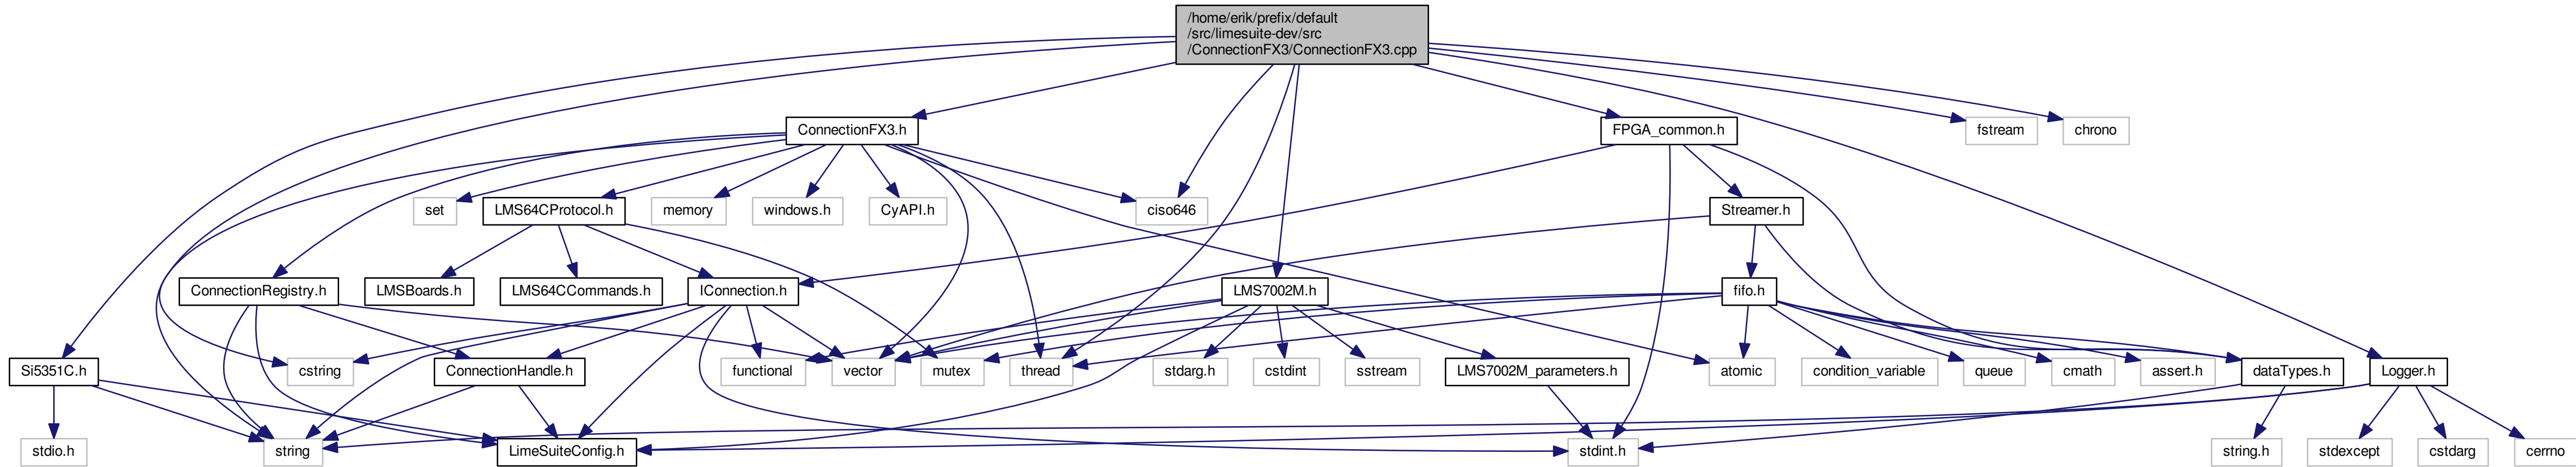 /home/erik/prefix/default
/src/limesuite-dev/src
/ConnectionFX3/ConnectionFX3.cpp
ConnectionFX3.h
FPGA_common.h
fstream
chrono
set
LMS64CProtocol.h
memory
windows.h
CyAPI.h
ciso646
Streamer.h
ConnectionRegistry.h
LMSBoards.h
LMS64CCommands.h
IConnection.h
LMS7002M.h
fifo.h
Si5351C.h
cstring
ConnectionHandle.h
functional
vector
mutex
thread
stdarg.h
cstdint
sstream
LMS7002M_parameters.h
atomic
condition_variable
queue
cmath
assert.h
dataTypes.h
Logger.h
stdio.h
string
LimeSuiteConfig.h
stdint.h
string.h
stdexcept
cstdarg
cerrno